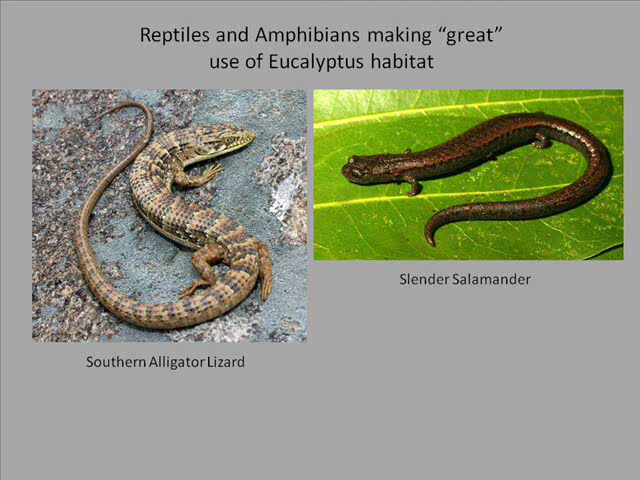 Reptiles and Amphibians making “great”
use of Eucalyptus habitat
Slender Salamander
Southern Alligator Lizard